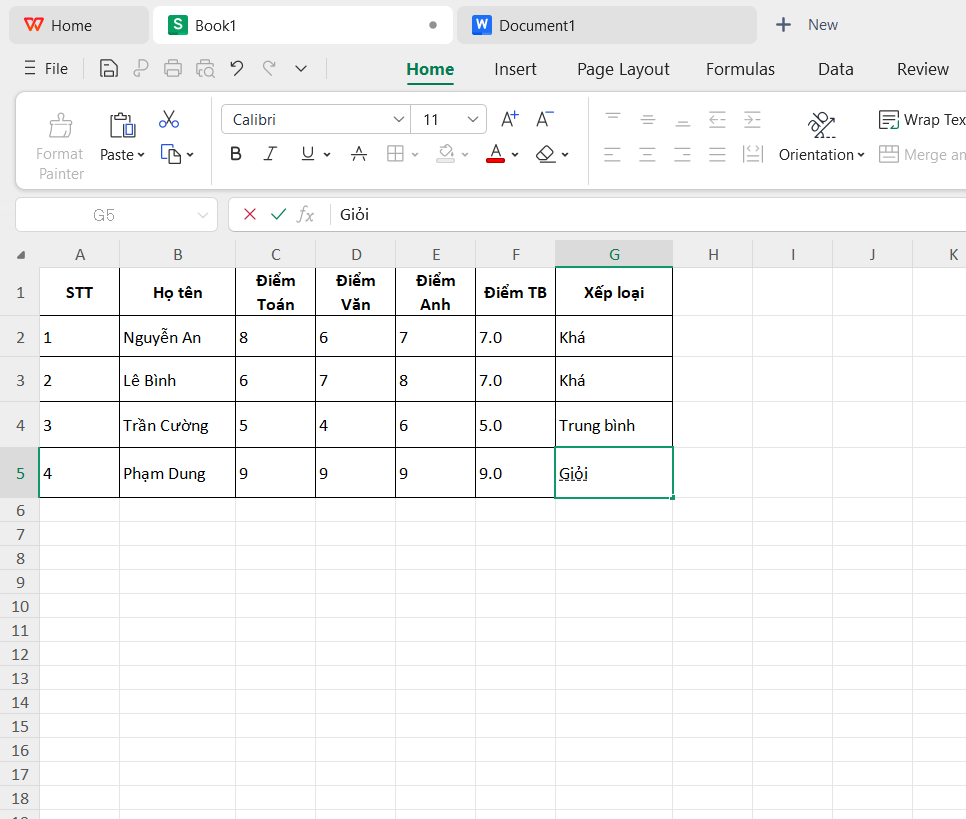 Home
S Book1
W Document1
+ New
File
Home Insert Page Layout Formulas Data Review
Format Painter
Paste
Calibri 11 A+ A-
B I U A
A
Orientation
Wrap Tex
Merge an
G5
fx Giỏi
A B C D E F G H I J K
1 STT Họ tên Điểm Toán Điểm Văn Điểm Anh Điểm TB Xếp loại
2 1 Nguyễn An 8 6 7 7.0 Khá
3 2 Lê Bình 6 7 8 7.0 Khá
4 3 Trần Cường 5 4 6 5.0 Trung bình
5 4 Phạm Dung 9 9 9 9.0 Giỏi
6
7
8
9
10
11
12
13
14
15
16
17
18